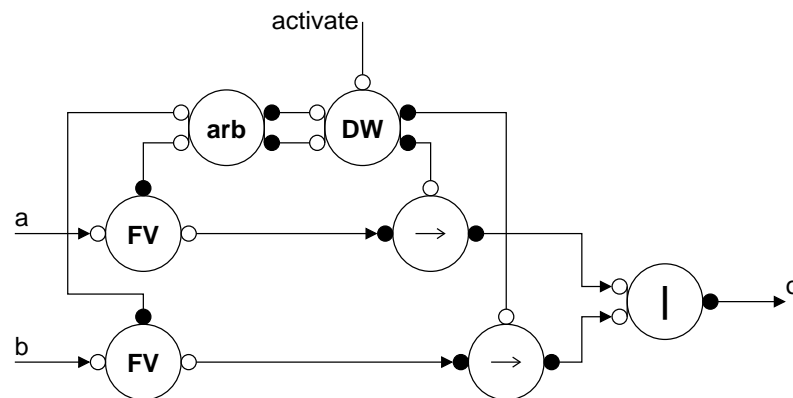 activate
arb DW
a
FV →
c
|
b
FV →